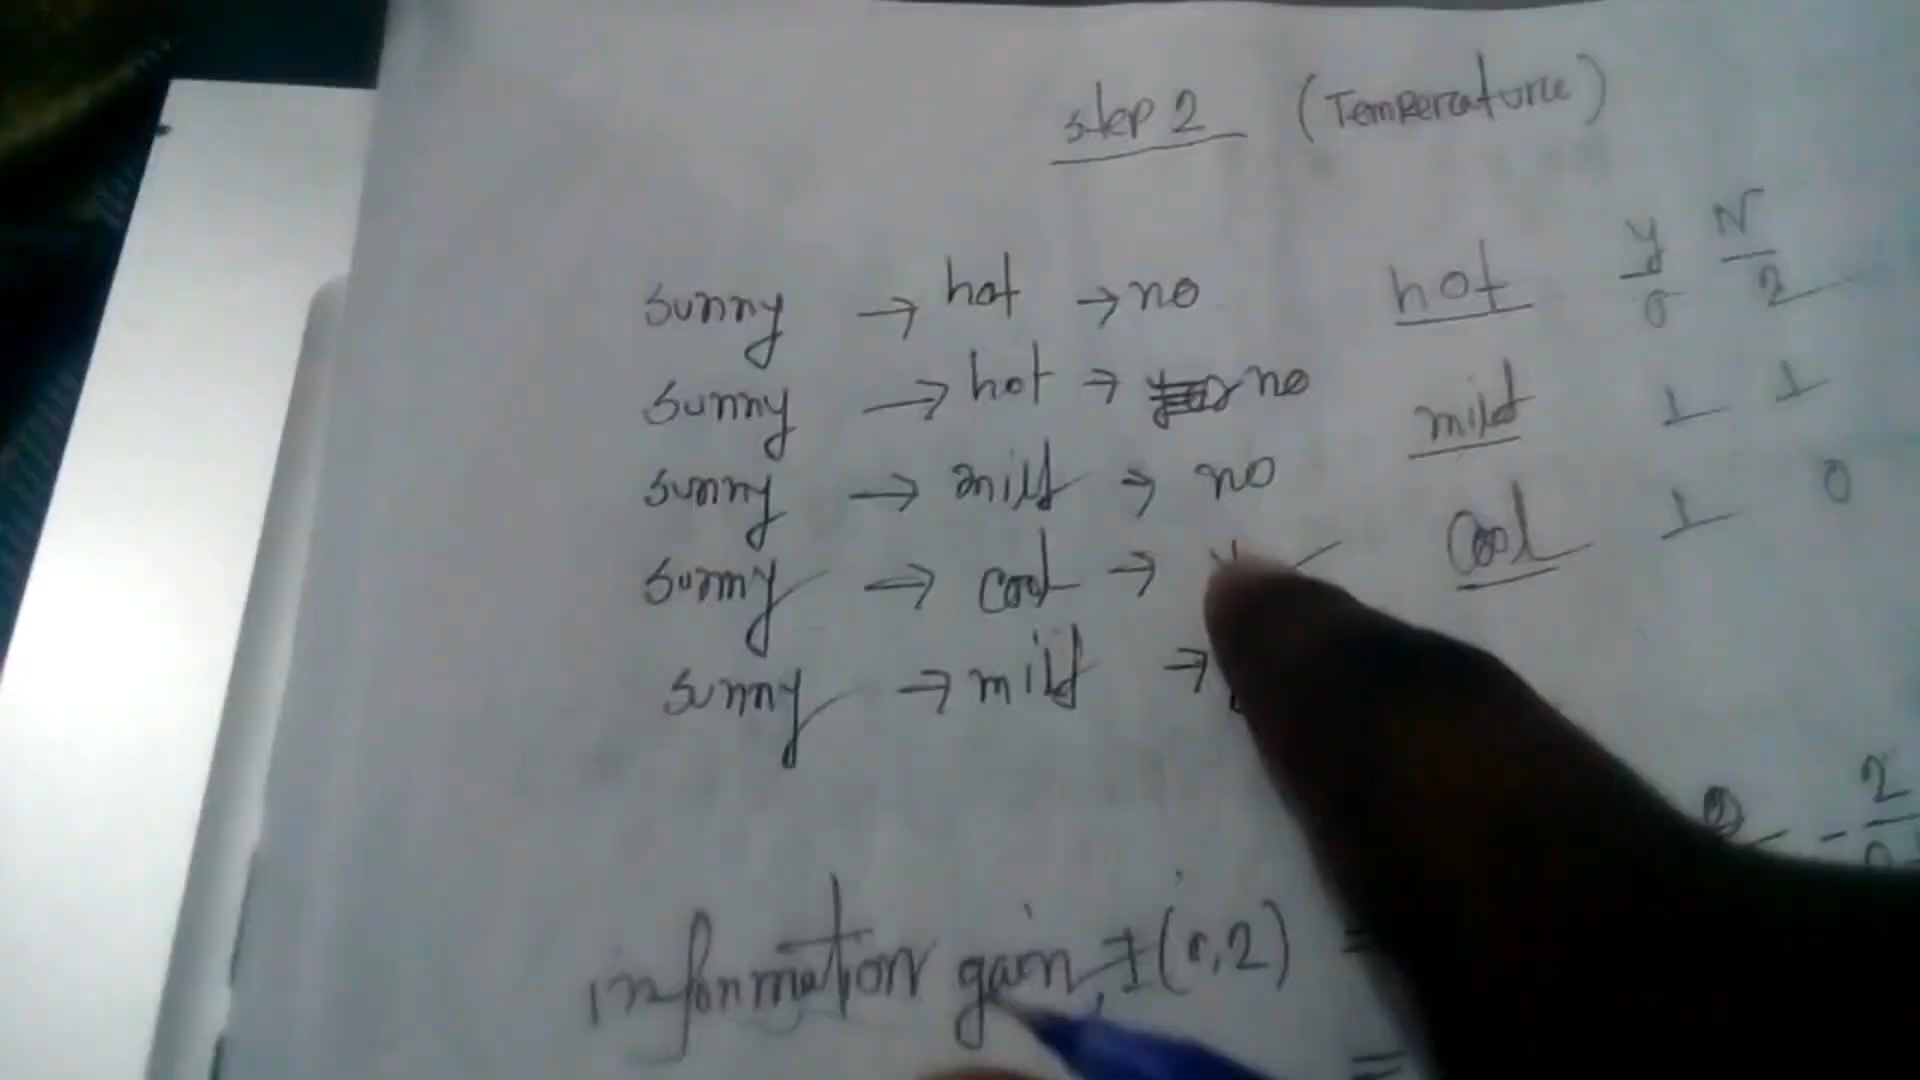 step 2 (Temperature)
sunny → hot → no
sunny → hot → no
sunny → mild → no
sunny → cool →
sunny → mild →
y N
hot 0 2
mild 1 1
cool 1 0
- 2
information gain, I(0,2) =
=